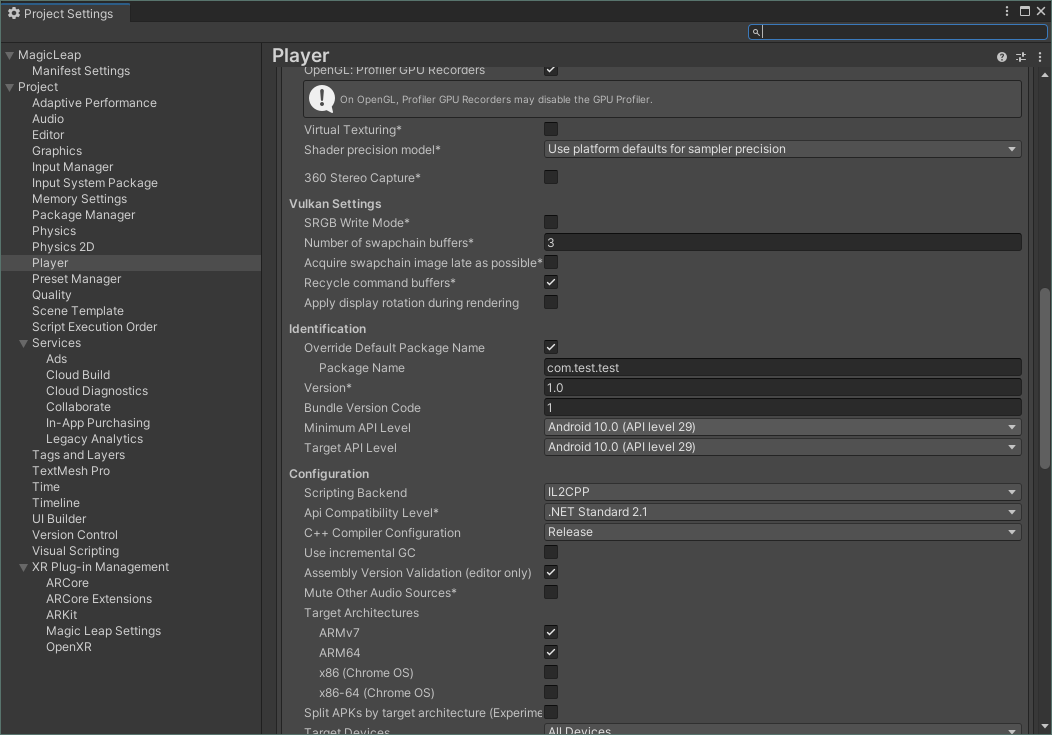 Project Settings
MagicLeap
Manifest Settings
Project
Adaptive Performance
Audio
Editor
Graphics
Input Manager
Input System Package
Memory Settings
Package Manager
Physics
Physics 2D
Player
Preset Manager
Quality
Scene Template
Script Execution Order
Services
Ads
Cloud Build
Cloud Diagnostics
Collaborate
In-App Purchasing
Legacy Analytics
Tags and Layers
TextMesh Pro
Time
Timeline
UI Builder
Version Control
Visual Scripting
XR Plug-in Management
ARCore
ARCore Extensions
ARKit
Magic Leap Settings
OpenXR
Player
OpenGL: Profiler GPU Recorders
On OpenGL, Profiler GPU Recorders may disable the GPU Profiler.
Virtual Texturing*
Shader precision model* Use platform defaults for sampler precision
360 Stereo Capture*
Vulkan Settings
SRGB Write Mode*
Number of swapchain buffers* 3
Acquire swapchain image late as possible*
Recycle command buffers*
Apply display rotation during rendering
Identification
Override Default Package Name
Package Name com.test.test
Version* 1.0
Bundle Version Code 1
Minimum API Level Android 10.0 (API level 29)
Target API Level Android 10.0 (API level 29)
Configuration
Scripting Backend IL2CPP
Api Compatibility Level* .NET Standard 2.1
C++ Compiler Configuration Release
Use incremental GC
Assembly Version Validation (editor only)
Mute Other Audio Sources*
Target Architectures
ARMv7
ARM64
x86 (Chrome OS)
x86-64 (Chrome OS)
Split APKs by target architecture (Experime
Target Devices All Devices